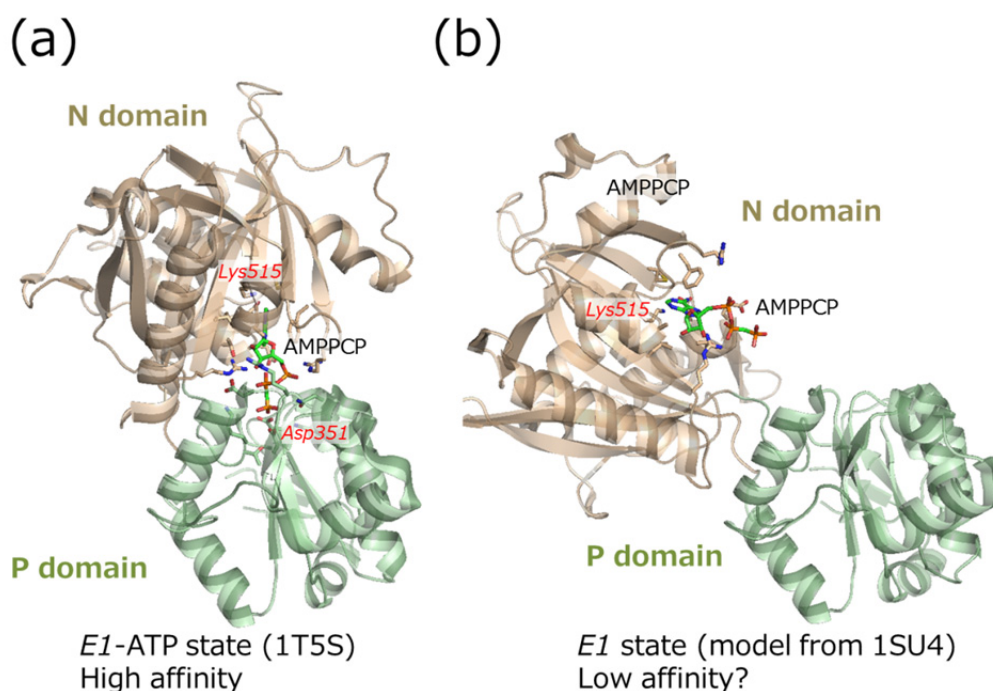 (a)
N domain
Lys515
AMPPCP
Asp351
P domain
E1-ATP state (1T5S)
High affinity
(b)
AMPPCP
N domain
Lys515
AMPPCP
P domain
E1 state (model from 1SU4)
Low affinity?